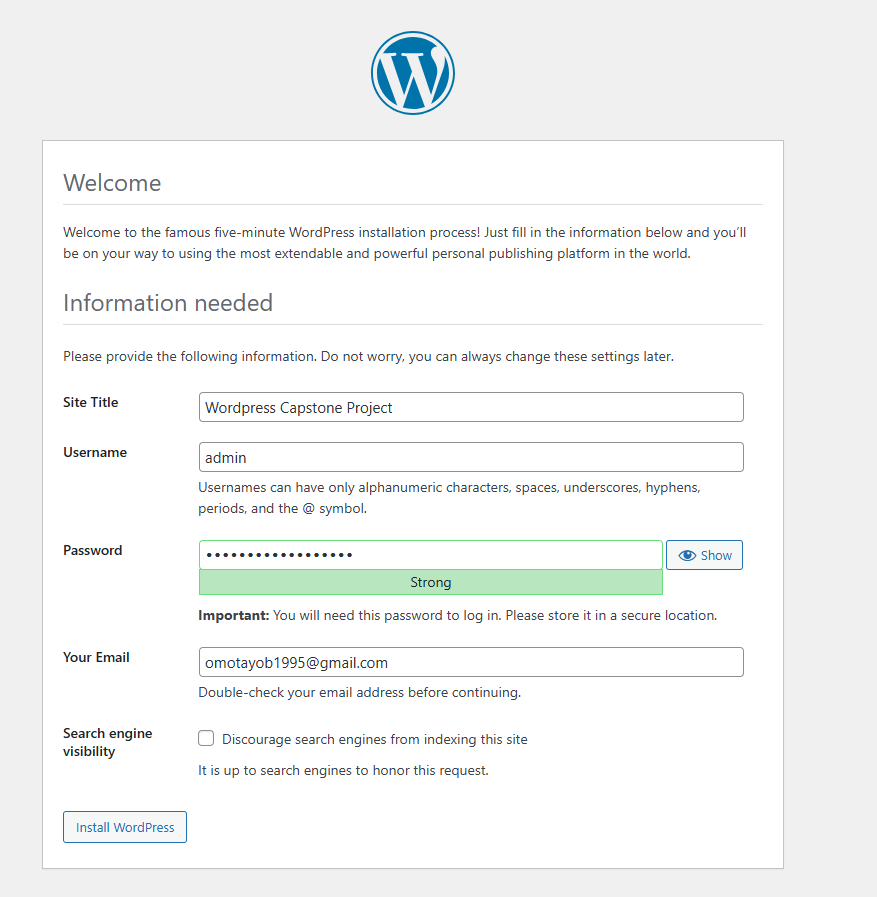 Welcome
Welcome to the famous five-minute WordPress installation process! Just fill in the information below and you’ll
be on your way to using the most extendable and powerful personal publishing platform in the world.
Information needed
Please provide the following information. Do not worry, you can always change these settings later.
Site Title
Wordpress Capstone Project
Username
admin
Usernames can have only alphanumeric characters, spaces, underscores, hyphens,
periods, and the @ symbol.
Password
••••••••••••••••••
Show
Strong
Important: You will need this password to log in. Please store it in a secure location.
Your Email
omotayob1995@gmail.com
Double-check your email address before continuing.
Search engine
visibility
Discourage search engines from indexing this site
It is up to search engines to honor this request.
Install WordPress